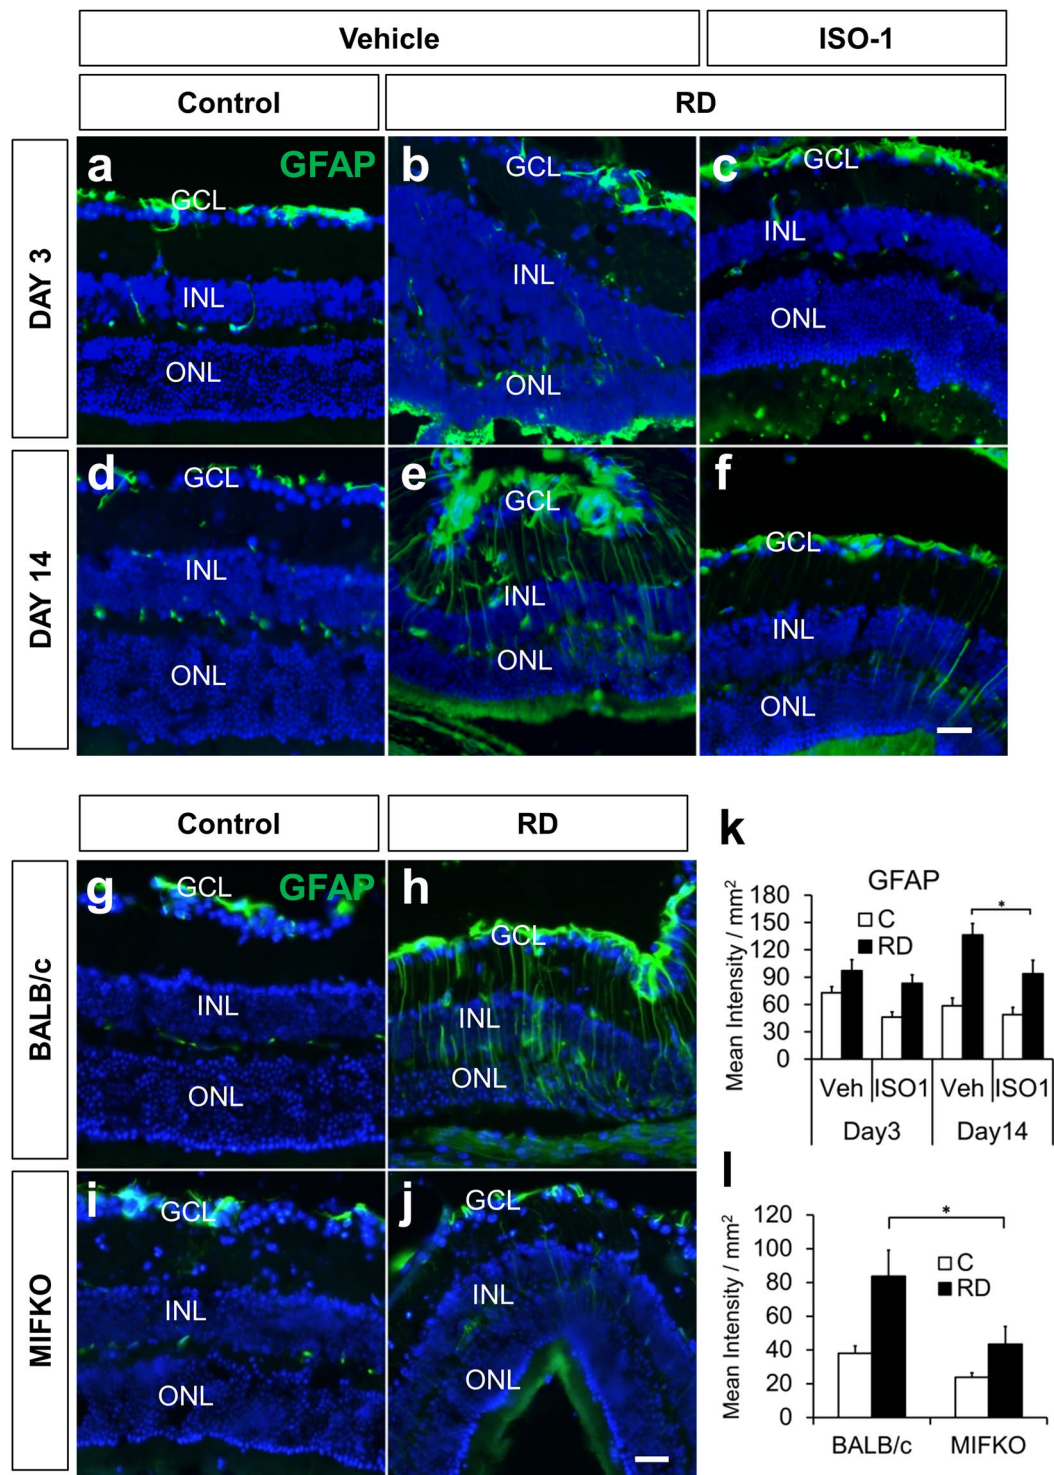 Vehicle
ISO-1
Control
RD
DAY 3
a
GFAP
GCL
INL
ONL
b
GCL
INL
ONL
c
GCL
INL
ONL
DAY 14
d
GCL
INL
ONL
e
GCL
INL
ONL
f
GCL
INL
ONL
Control
RD
BALB/c
g
GCL
GFAP
INL
ONL
h
GCL
INL
ONL
MIFKO
i
GCL
INL
ONL
j
GCL
INL
ONL
k
GFAP
Mean Intensity / mm²
180
150
120
90
60
30
0
C
RD
*
Veh ISO1 Veh ISO1
Day3 Day14
l
Mean Intensity / mm²
120
100
80
60
40
20
0
*
C
RD
BALB/c MIFKO